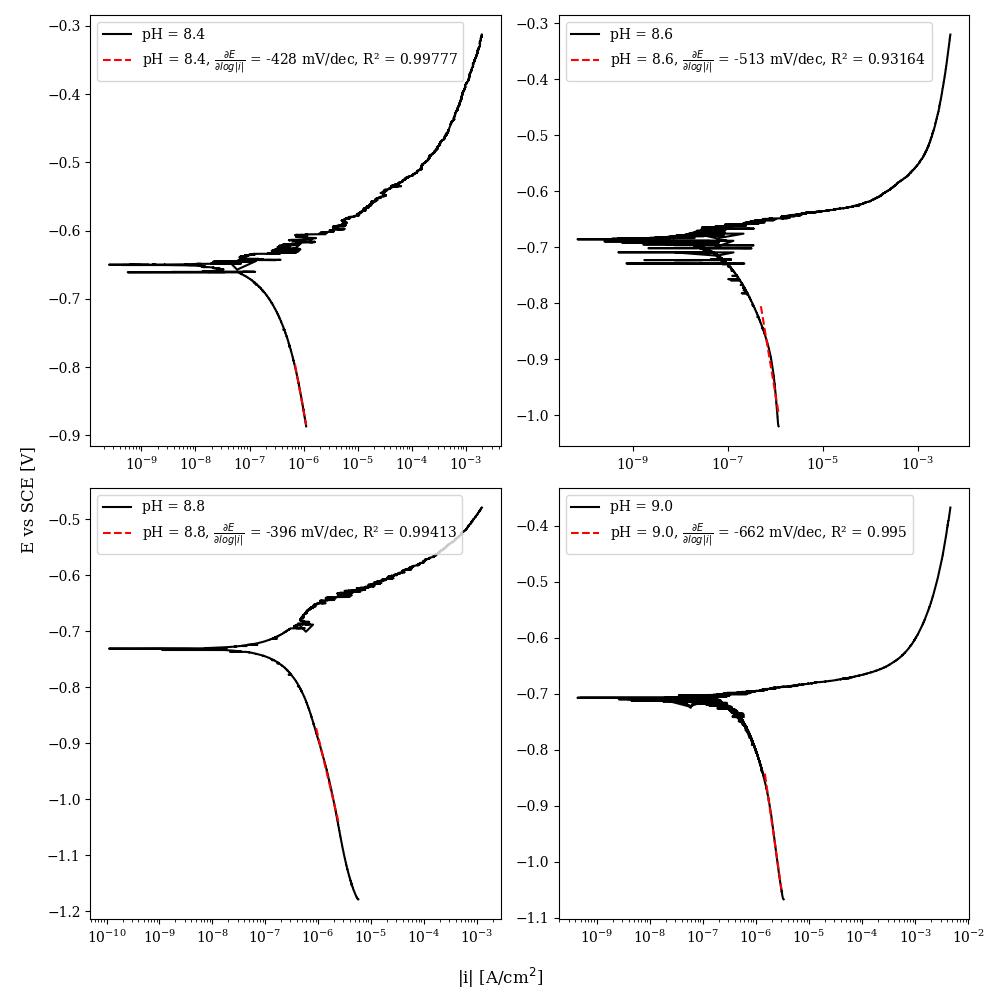 pH = 8.4
pH = 8.4, ∂E/∂log|i| = -428 mV/dec, R² = 0.99777
−0.3
−0.4
−0.5
−0.6
−0.7
−0.8
−0.9
10⁻⁹ 10⁻⁸ 10⁻⁷ 10⁻⁶ 10⁻⁵ 10⁻⁴ 10⁻³
pH = 8.6
pH = 8.6, ∂E/∂log|i| = -513 mV/dec, R² = 0.93164
−0.3
−0.4
−0.5
−0.6
−0.7
−0.8
−0.9
−1.0
10⁻⁹ 10⁻⁷ 10⁻⁵ 10⁻³
E vs SCE [V]
pH = 8.8
pH = 8.8, ∂E/∂log|i| = -396 mV/dec, R² = 0.99413
−0.5
−0.6
−0.7
−0.8
−0.9
−1.0
−1.1
−1.2
10⁻¹⁰ 10⁻⁹ 10⁻⁸ 10⁻⁷ 10⁻⁶ 10⁻⁵ 10⁻⁴ 10⁻³
pH = 9.0
pH = 9.0, ∂E/∂log|i| = -662 mV/dec, R² = 0.995
−0.4
−0.5
−0.6
−0.7
−0.8
−0.9
−1.0
−1.1
10⁻⁹ 10⁻⁸ 10⁻⁷ 10⁻⁶ 10⁻⁵ 10⁻⁴ 10⁻³ 10⁻²
|i| [A/cm²]